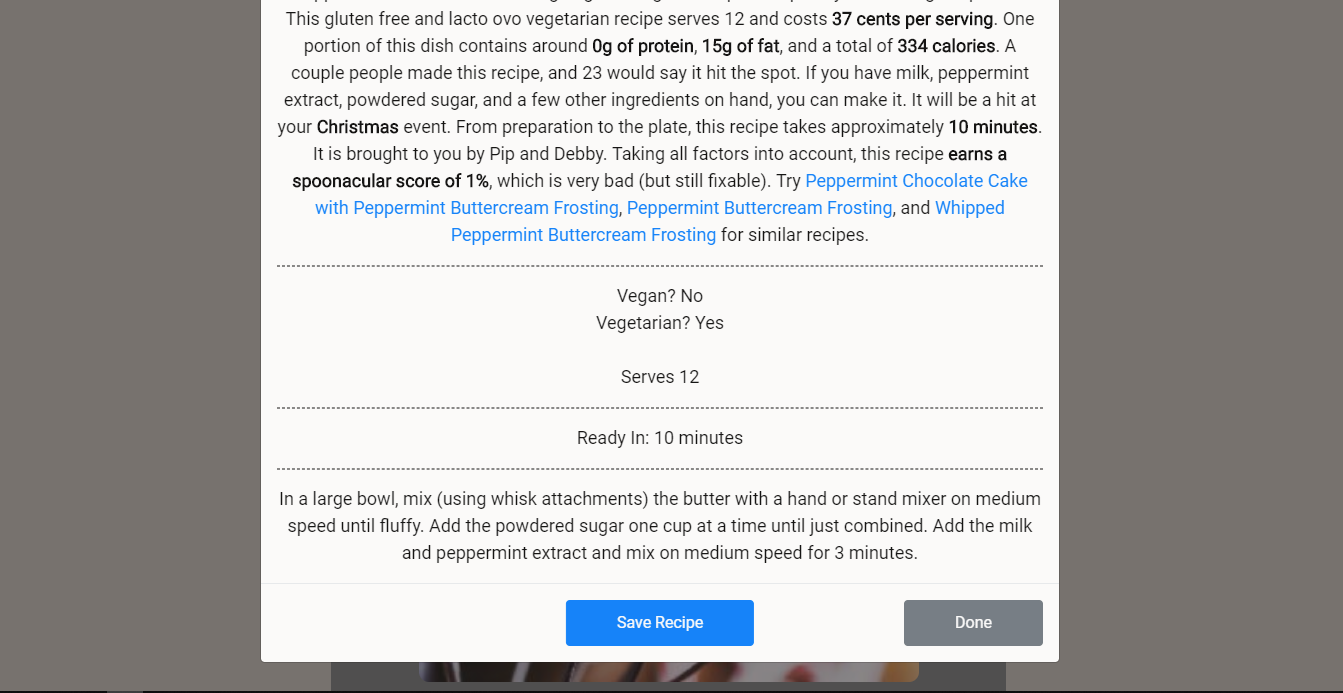 This gluten free and lacto ovo vegetarian recipe serves 12 and costs 37 cents per serving. One
portion of this dish contains around 0g of protein, 15g of fat, and a total of 334 calories. A
couple people made this recipe, and 23 would say it hit the spot. If you have milk, peppermint
extract, powdered sugar, and a few other ingredients on hand, you can make it. It will be a hit at
your Christmas event. From preparation to the plate, this recipe takes approximately 10 minutes.
It is brought to you by Pip and Debby. Taking all factors into account, this recipe earns a
spoonacular score of 1%, which is very bad (but still fixable). Try Peppermint Chocolate Cake
with Peppermint Buttercream Frosting, Peppermint Buttercream Frosting, and Whipped
Peppermint Buttercream Frosting for similar recipes.
Vegan? No
Vegetarian? Yes
Serves 12
Ready In: 10 minutes
In a large bowl, mix (using whisk attachments) the butter with a hand or stand mixer on medium
speed until fluffy. Add the powdered sugar one cup at a time until just combined. Add the milk
and peppermint extract and mix on medium speed for 3 minutes.
Save Recipe
Done